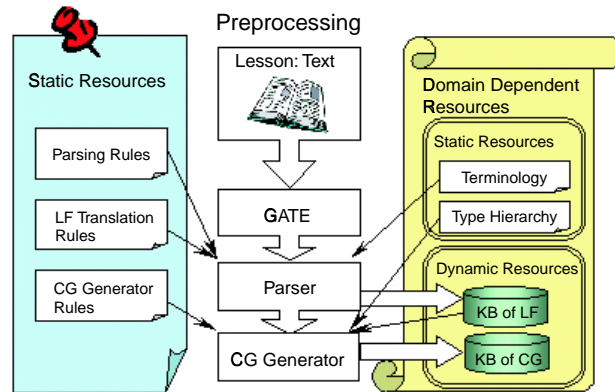 Preprocessing
Static Resources
Parsing Rules
LF Translation
Rules
CG Generator
Rules
Lesson: Text
GATE
Parser
CG Generator
Domain Dependent
Resources
Static Resources
Terminology
Type Hierarchy
Dynamic Resources
KB of LF
KB of CG